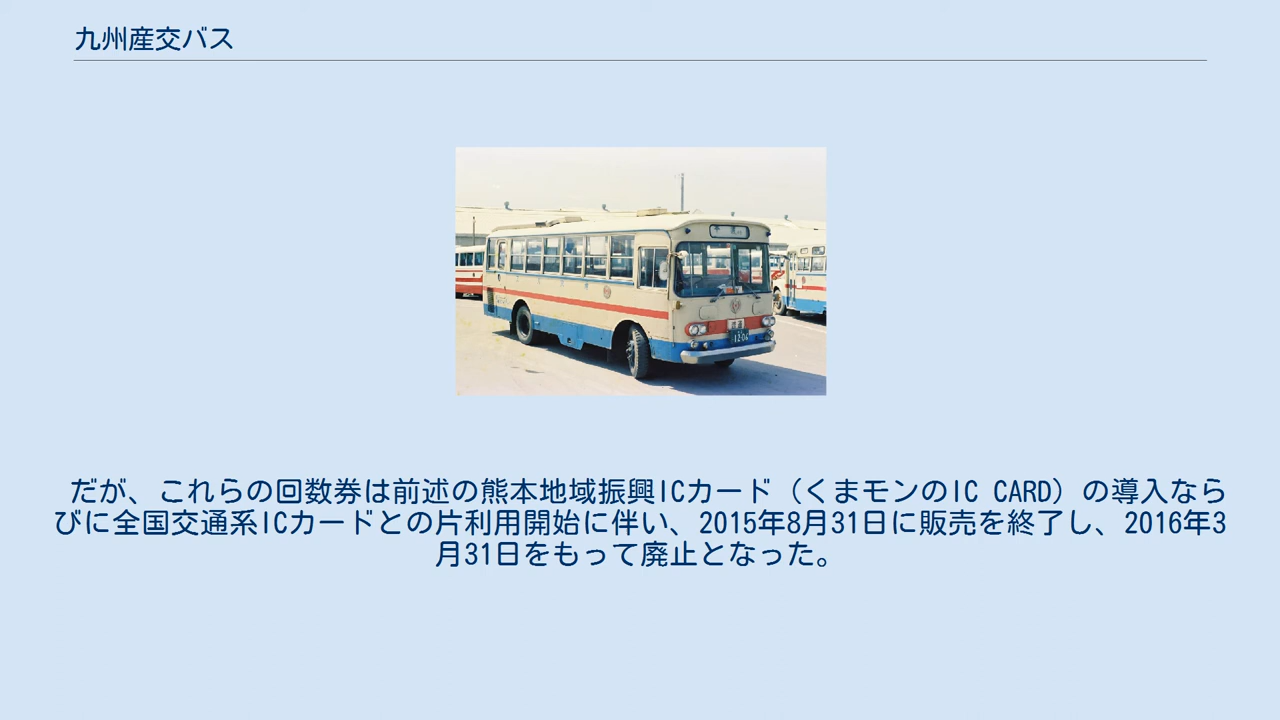 九州産交バス
12-04
だが、これらの回数券は前述の熊本地域振興ICカード（くまモンのIC CARD）の導入なら
びに全国交通系ICカードとの片利用開始に伴い、2015年8月31日に販売を終了し、2016年3
月31日をもって廃止となった。